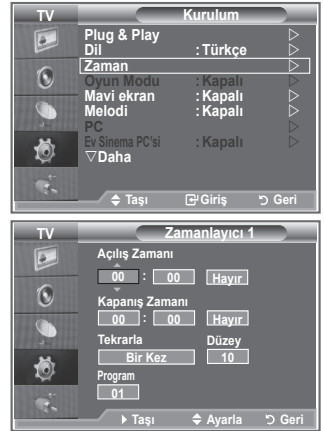 TV Kurulum
Plug & Play
Dil : Türkçe
Zaman
Oyun Modu : Kapalı
Mavi ekran : Kapalı
Melodi : Kapalı
PC
Ev Sinema PC'si : Kapalı
▽Daha
Taşı Giriş Geri
TV Zamanlayıcı 1
Açılış Zamanı
00 : 00 Hayır
Kapanış Zamanı
00 : 00 Hayır
Tekrarla Düzey
Bir Kez 10
Program
01
Taşı Ayarla Geri